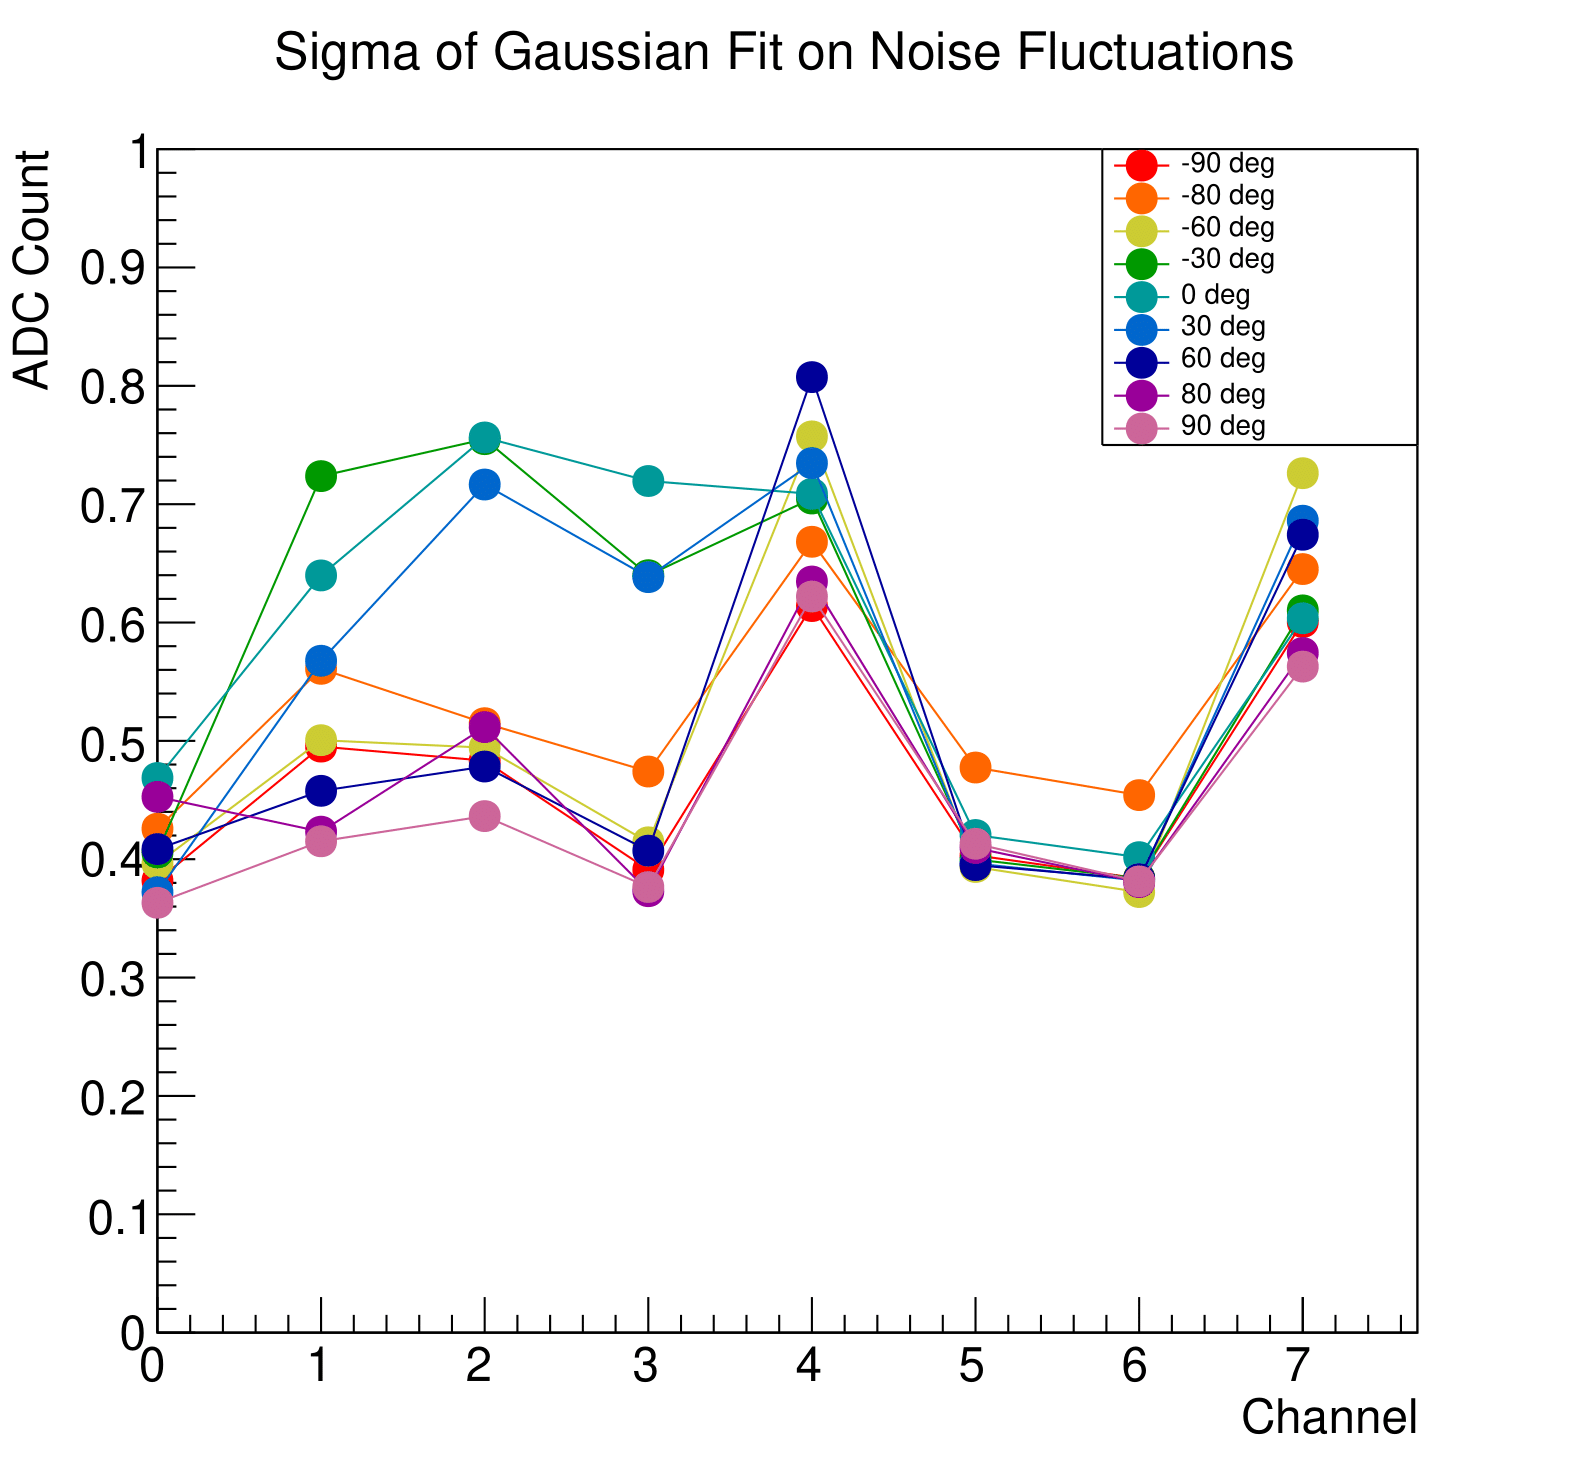 Sigma of Gaussian Fit on Noise Fluctuations
ADC Count
1
0.9
0.8
0.7
0.6
0.5
0.4
0.3
0.2
0.1
0
-90 deg
-80 deg
-60 deg
-30 deg
0 deg
30 deg
60 deg
80 deg
90 deg
0 1 2 3 4 5 6 7
Channel